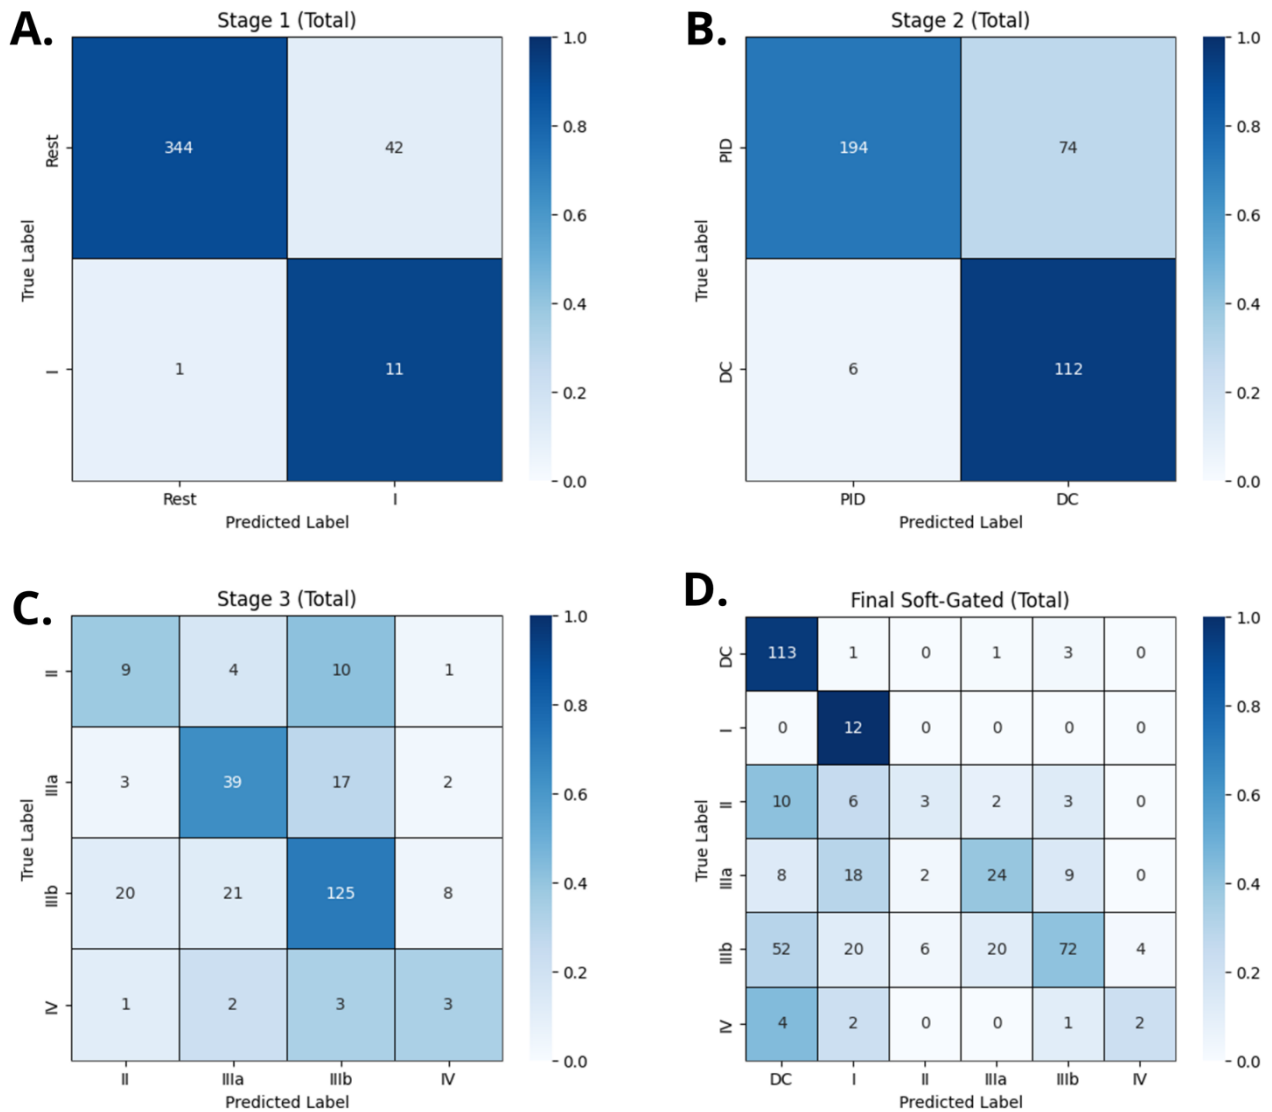 A.
Stage 1 (Total)
True Label
Rest
344
42
I
1
11
Rest
I
Predicted Label
1.0
0.8
0.6
0.4
0.2
0.0
B.
Stage 2 (Total)
True Label
PID
194
74
DC
6
112
PID
DC
Predicted Label
1.0
0.8
0.6
0.4
0.2
0.0
C.
Stage 3 (Total)
True Label
II
9 4 10 1
IIIa
3 39 17 2
IIIb
20 21 125 8
IV
1 2 3 3
II IIIa IIIb IV
Predicted Label
1.0
0.8
0.6
0.4
0.2
0.0
D.
Final Soft-Gated (Total)
True Label
DC
113 1 0 1 3 0
I
0 12 0 0 0 0
II
10 6 3 2 3 0
IIIa
8 18 2 24 9 0
IIIb
52 20 6 20 72 4
IV
4 2 0 0 1 2
DC I II IIIa IIIb IV
Predicted Label
1.0
0.8
0.6
0.4
0.2
0.0